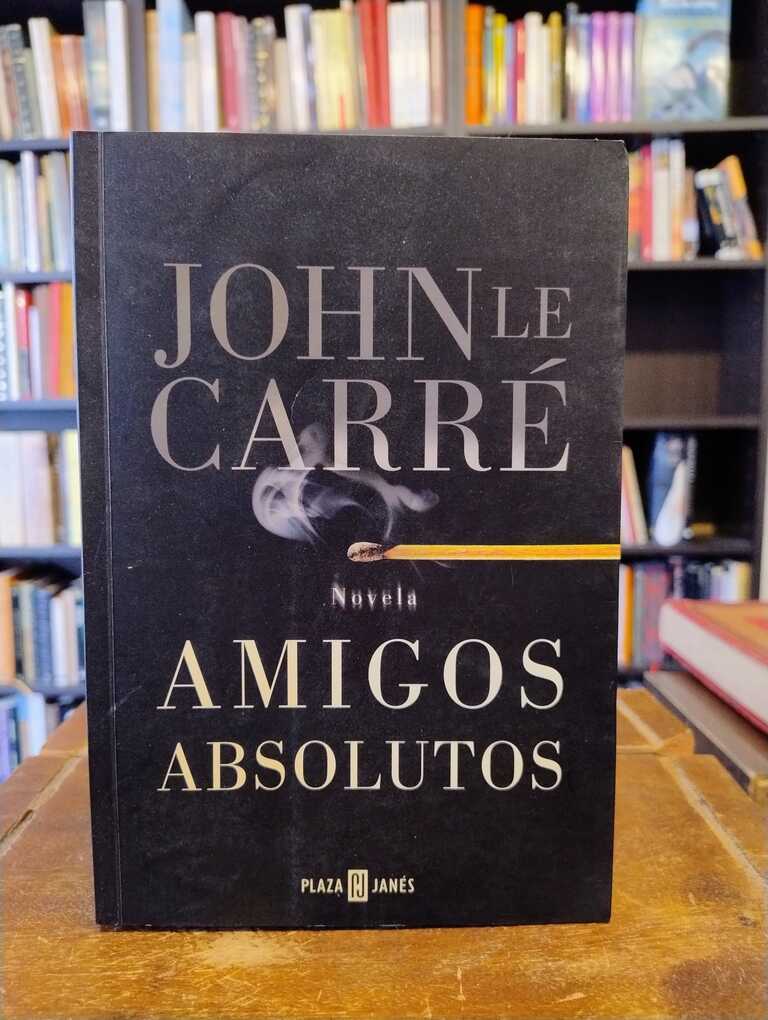 JOHN LE
CARRÉ
Novela
AMIGOS
ABSOLUTOS
PLAZA JANÉS